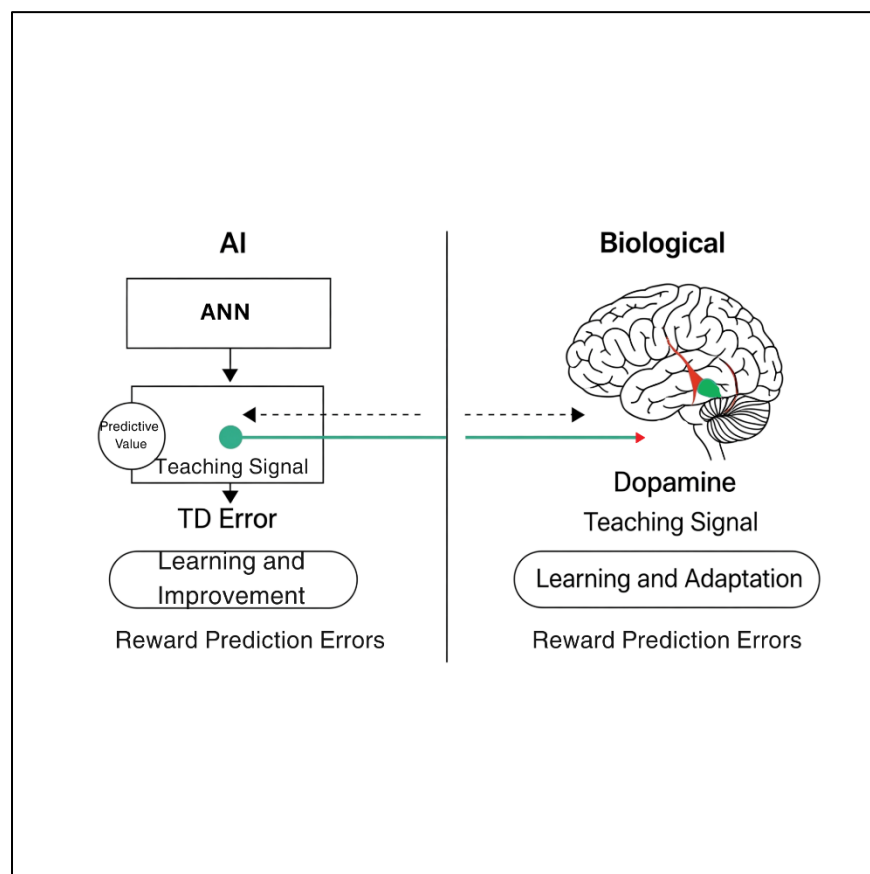 AI
ANN
Predictive
Value
Teaching Signal
TD Error
Learning and
Improvement
Reward Prediction Errors
Biological
Dopamine
Teaching Signal
Learning and Adaptation
Reward Prediction Errors